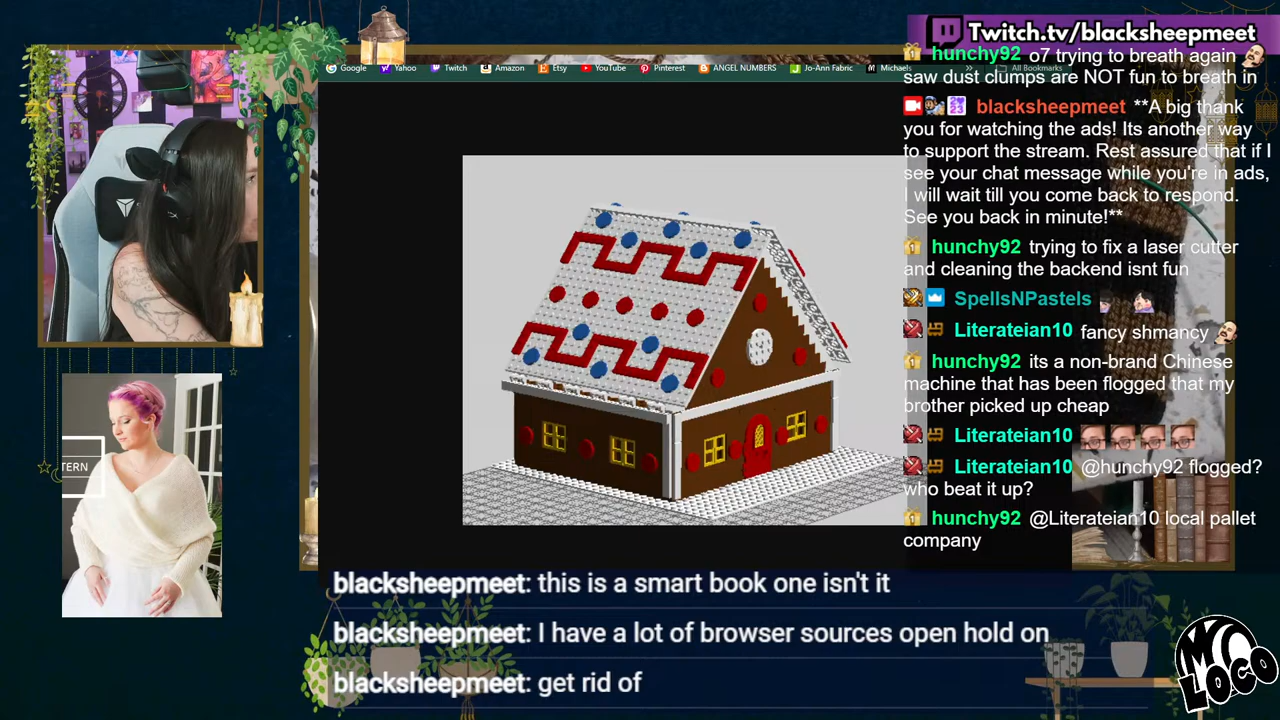 Twitch.tv/blacksheepmeet
Google Yahoo Twitch Amazon Etsy YouTube Pinterest ANGEL NUMBERS Jo-Ann Fabric Michaels » All Bookmarks
hunchy92 o7 trying to breath again
saw dust clumps are NOT fun to breath in
blacksheepmeet **A big thank
you for watching the ads! Its another way
to support the stream. Rest assured that if I
see your chat message while you're in ads,
I will wait till you come back to respond.
See you back in minute!**
hunchy92 trying to fix a laser cutter
and cleaning the backend isnt fun
SpellsNPastels
Literateian10 fancy shmancy
hunchy92 its a non-brand Chinese
machine that has been flogged that my
brother picked up cheap
Literateian10
Literateian10 @hunchy92 flogged?
who beat it up?
hunchy92 @Literateian10 local pallet
company
TERN
blacksheepmeet: this is a smart book one isn't it
blacksheepmeet: I have a lot of browser sources open hold on
blacksheepmeet: get rid of
MC
LOCO